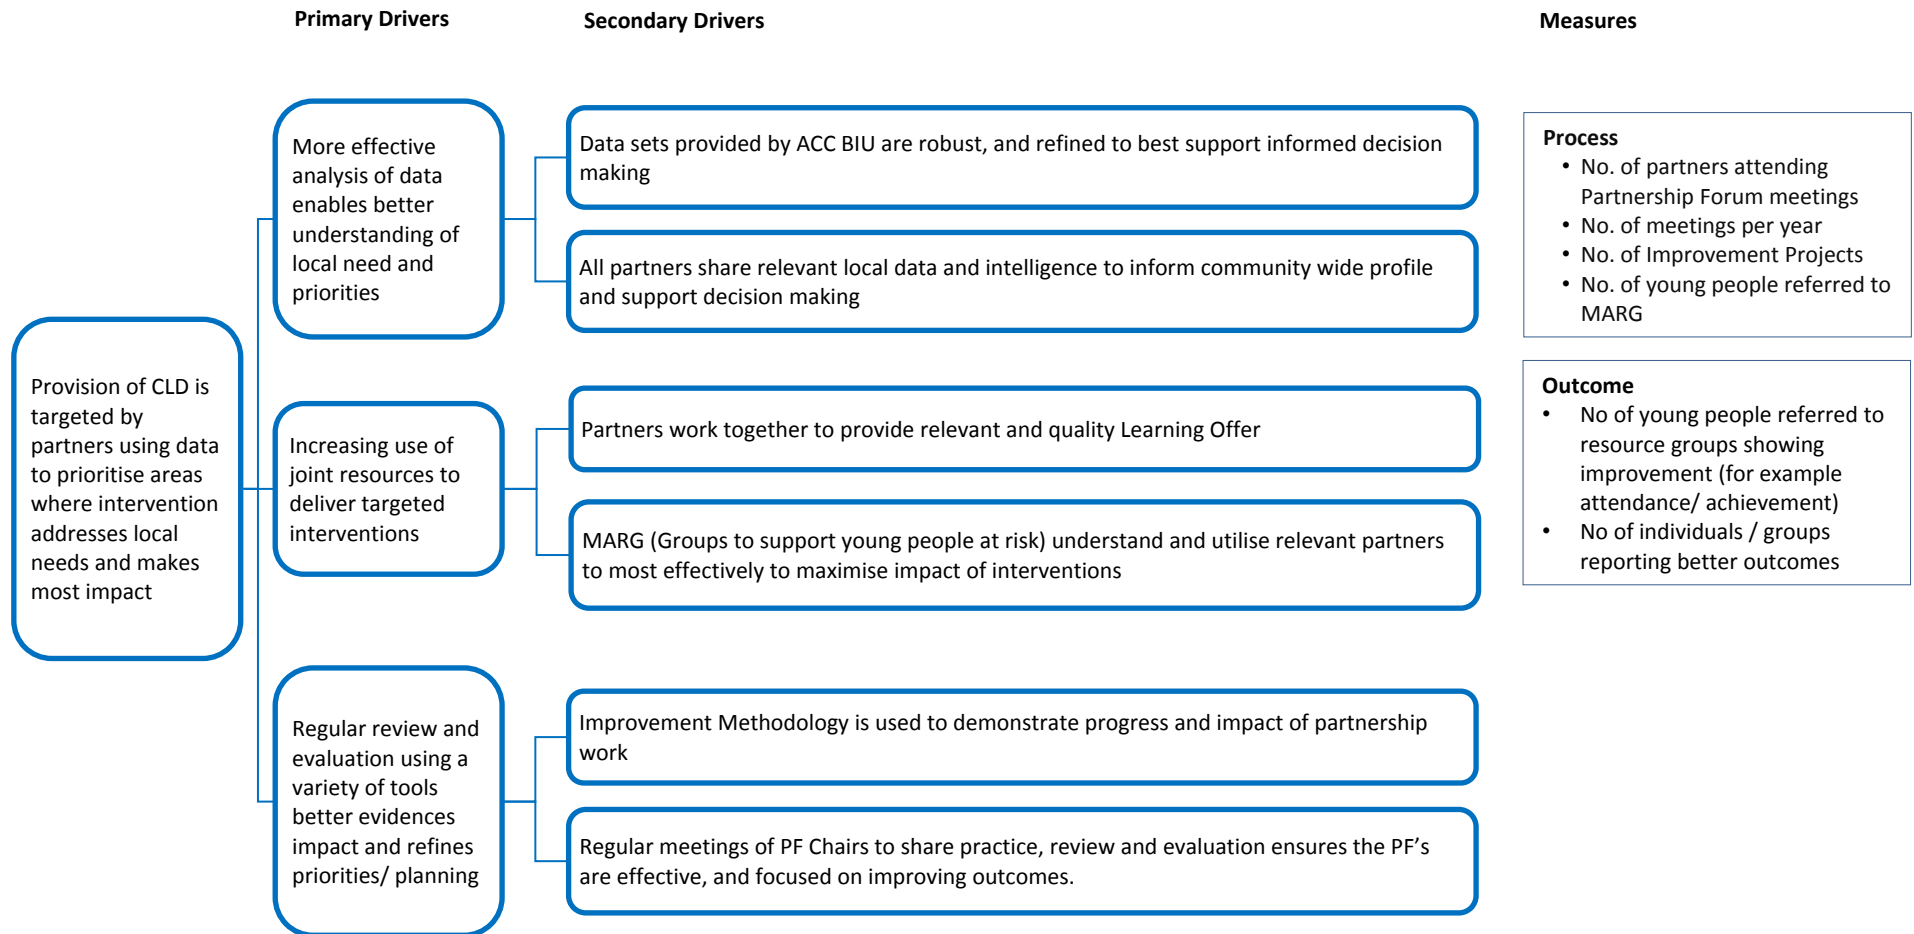 Primary Drivers
Secondary Drivers
Measures
Provision of CLD is
targeted by
partners using data
to prioritise areas
where intervention
addresses local
needs and makes
most impact
More effective
analysis of data
enables better
understanding of
local need and
priorities
Data sets provided by ACC BIU are robust, and refined to best support informed decision
making
All partners share relevant local data and intelligence to inform community wide profile
and support decision making
Increasing use of
joint resources to
deliver targeted
interventions
Partners work together to provide relevant and quality Learning Offer
MARG (Groups to support young people at risk) understand and utilise relevant partners
to most effectively to maximise impact of interventions
Regular review and
evaluation using a
variety of tools
better evidences
impact and refines
priorities/ planning
Improvement Methodology is used to demonstrate progress and impact of partnership
work
Regular meetings of PF Chairs to share practice, review and evaluation ensures the PF’s
are effective, and focused on improving outcomes.
Process
• No. of partners attending
Partnership Forum meetings
• No. of meetings per year
• No. of Improvement Projects
• No. of young people referred to
MARG
Outcome
• No of young people referred to
resource groups showing
improvement (for example
attendance/ achievement)
• No of individuals / groups
reporting better outcomes